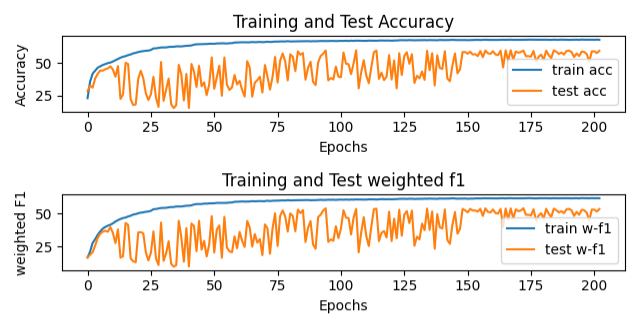 Training and Test Accuracy
Accuracy
50
25
train acc
test acc
0 25 50 75 100 125 150 175 200
Epochs
Training and Test weighted f1
weighted F1
50
25
train w-f1
test w-f1
0 25 50 75 100 125 150 175 200
Epochs